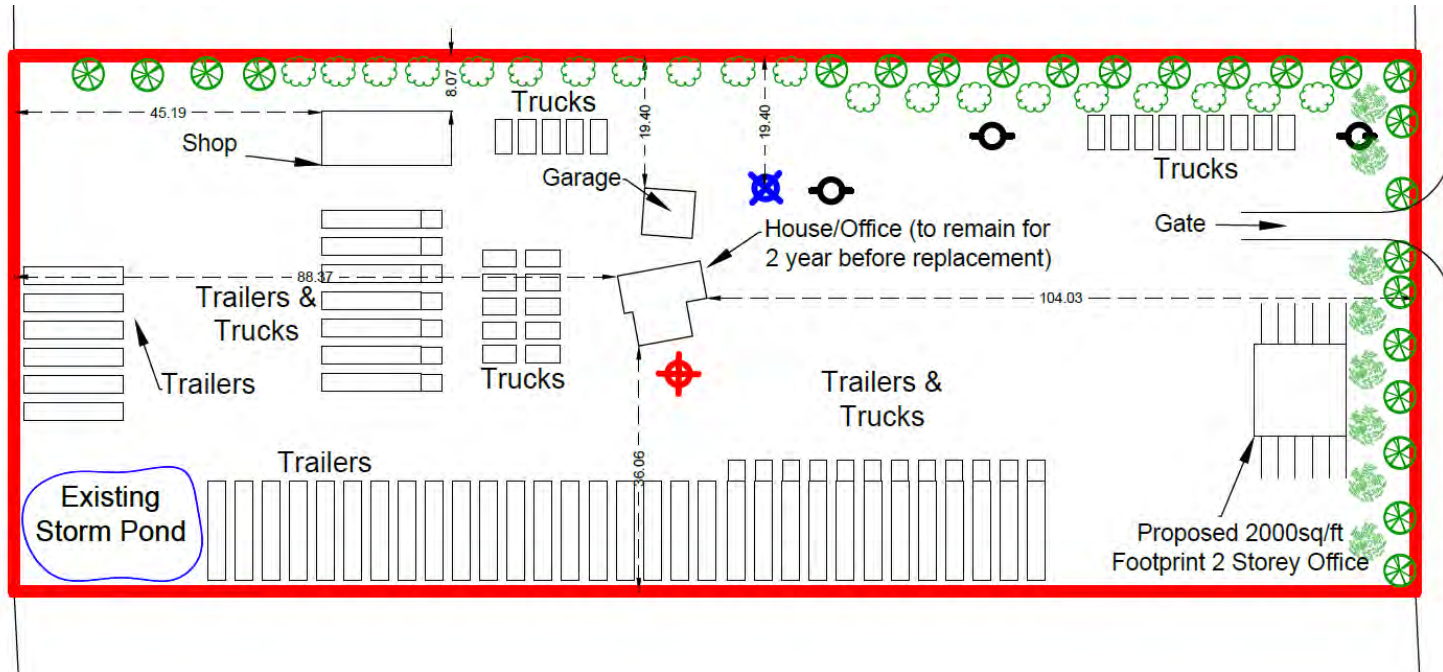 8.07
Trucks
45.19
Shop
19.40
19.40
Garage
Trucks
House/Office (to remain for
2 year before replacement)
Gate
88.37
Trailers &
Trucks
104.03
Trailers
Trucks
Trailers &
Trucks
Trailers
36.06
Existing
Storm Pond
Proposed 2000sq/ft
Footprint 2 Storey Office